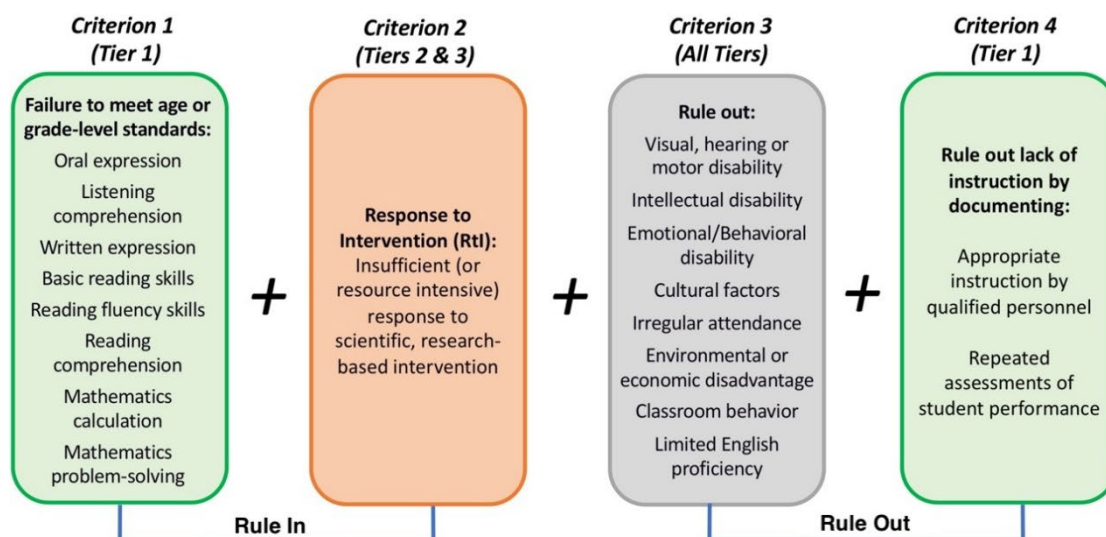 Criterion 1
(Tier 1)
Failure to meet age or
grade-level standards:
Oral expression
Listening
comprehension
Written expression
Basic reading skills
Reading fluency skills
Reading
comprehension
Mathematics
calculation
Mathematics
problem-solving
+
Criterion 2
(Tiers 2 & 3)
Response to
Intervention (RtI):
Insufficient (or
resource intensive)
response to
scientific, research-
based intervention
+
Criterion 3
(All Tiers)
Rule out:
Visual, hearing or
motor disability
Intellectual disability
Emotional/Behavioral
disability
Cultural factors
Irregular attendance
Environmental or
economic disadvantage
Classroom behavior
Limited English
proficiency
+
Criterion 4
(Tier 1)
Rule out lack of
instruction by
documenting:
Appropriate
instruction by
qualified personnel
Repeated
assessments of
student performance
Rule In
Rule Out